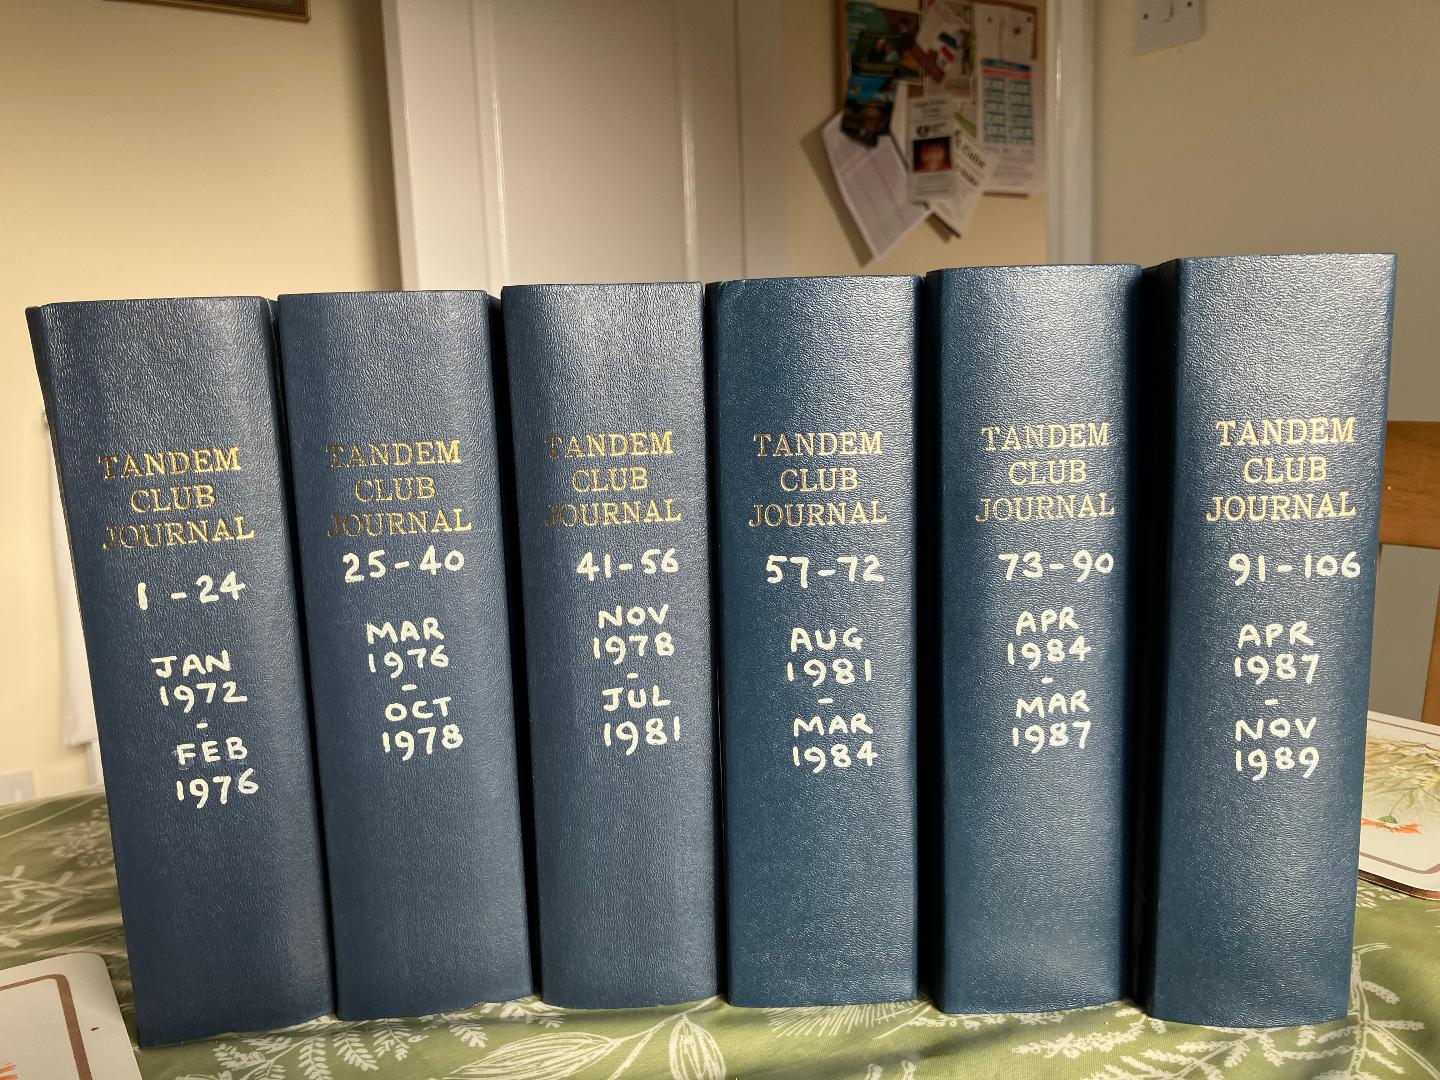 TANDEM
CLUB
JOURNAL
1-24
JAN
1972
-
FEB
1976
TANDEM
CLUB
JOURNAL
25-40
MAR
1976
-
OCT
1978
TANDEM
CLUB
JOURNAL
41-56
NOV
1978
-
JUL
1981
TANDEM
CLUB
JOURNAL
57-72
AUG
1981
-
MAR
1984
TANDEM
CLUB
JOURNAL
73-90
APR
1984
-
MAR
1987
TANDEM
CLUB
JOURNAL
91-106
APR
1987
-
NOV
1989